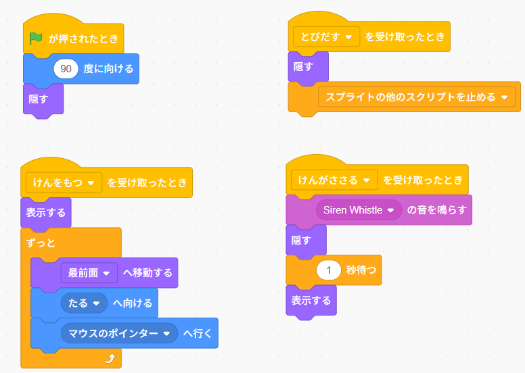 が押されたとき
90 度に向ける
隠す
とびだす を受け取ったとき
隠す
スプライトの他のスクリプトを止める
けんをもつ を受け取ったとき
表示する
ずっと
最前面 へ移動する
たる へ向ける
マウスのポインター へ行く
けんがささる を受け取ったとき
Siren Whistle の音を鳴らす
隠す
1 秒待つ
表示する